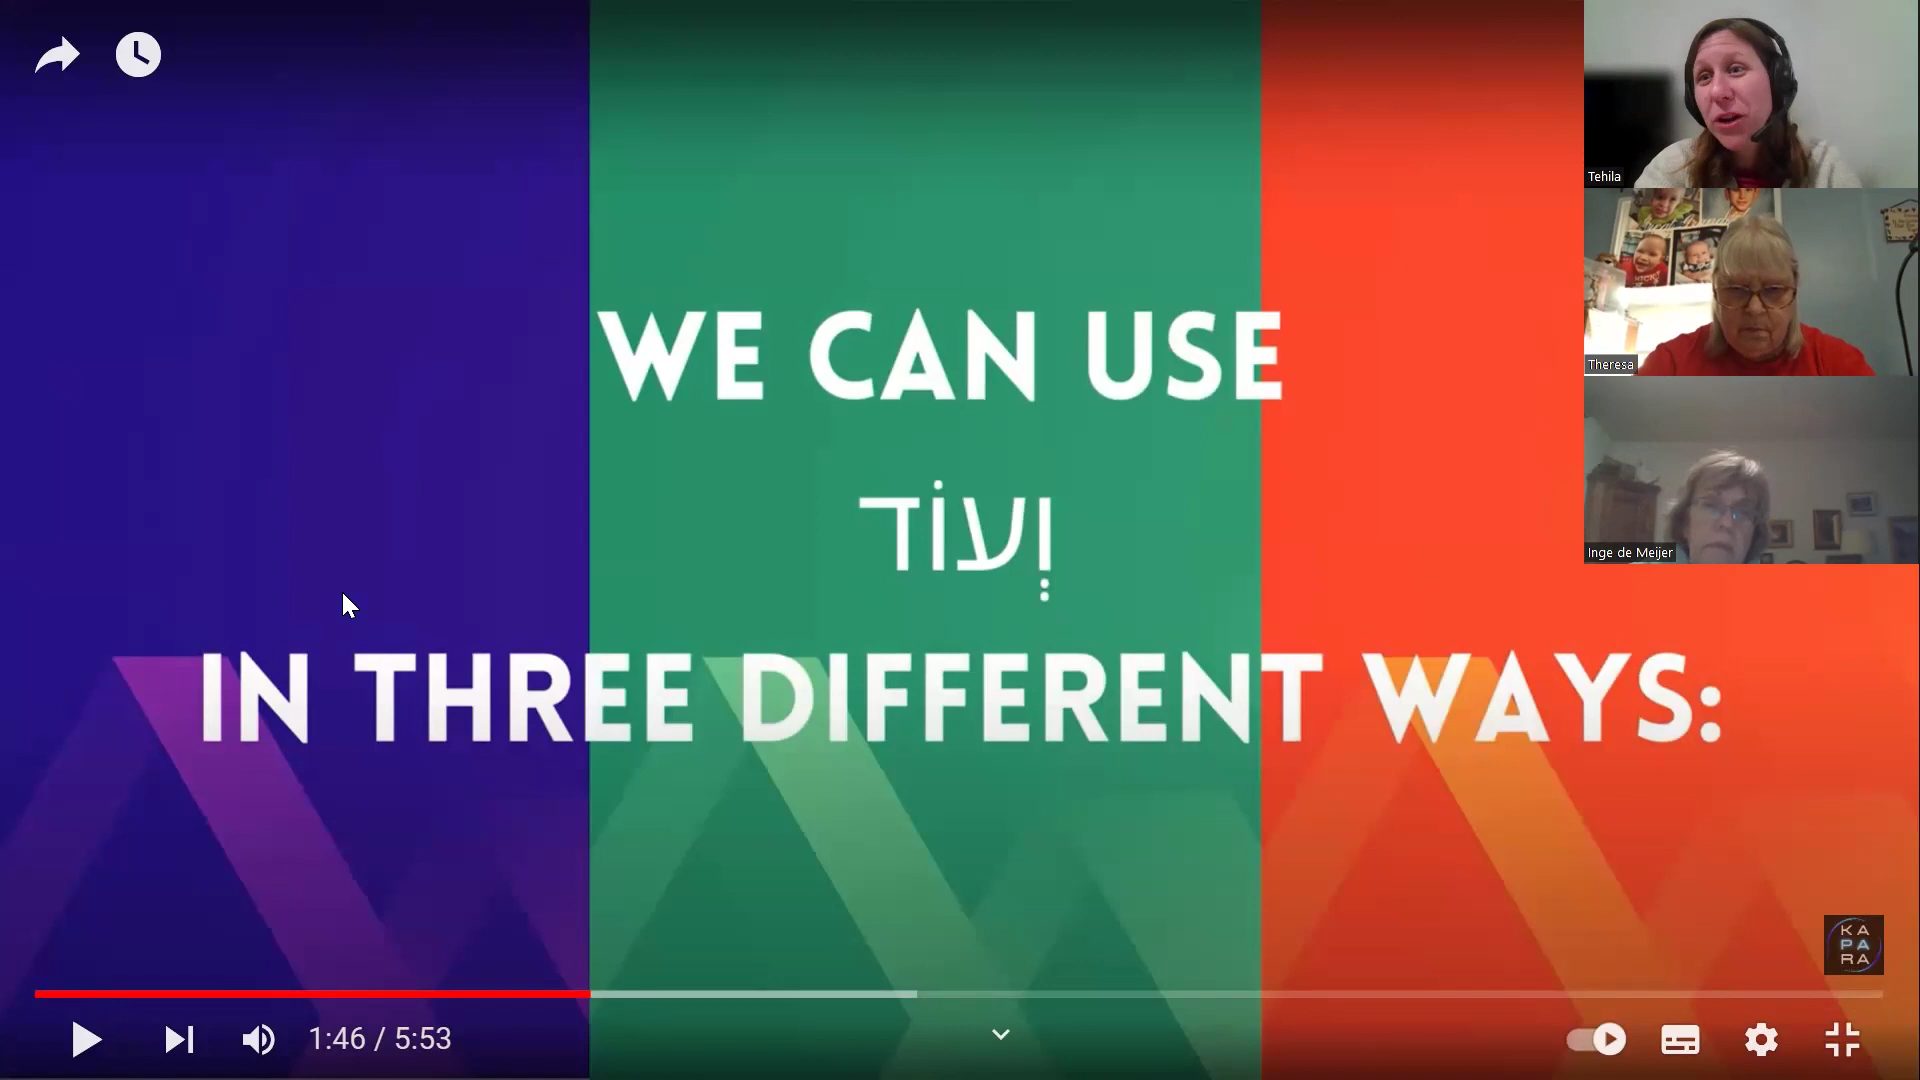 WE CAN USE
וְעוֹד
IN THREE DIFFERENT WAYS:
Tehila
Theresa
Inge de Meijer
KA
PA
RA
1:46 / 5:53